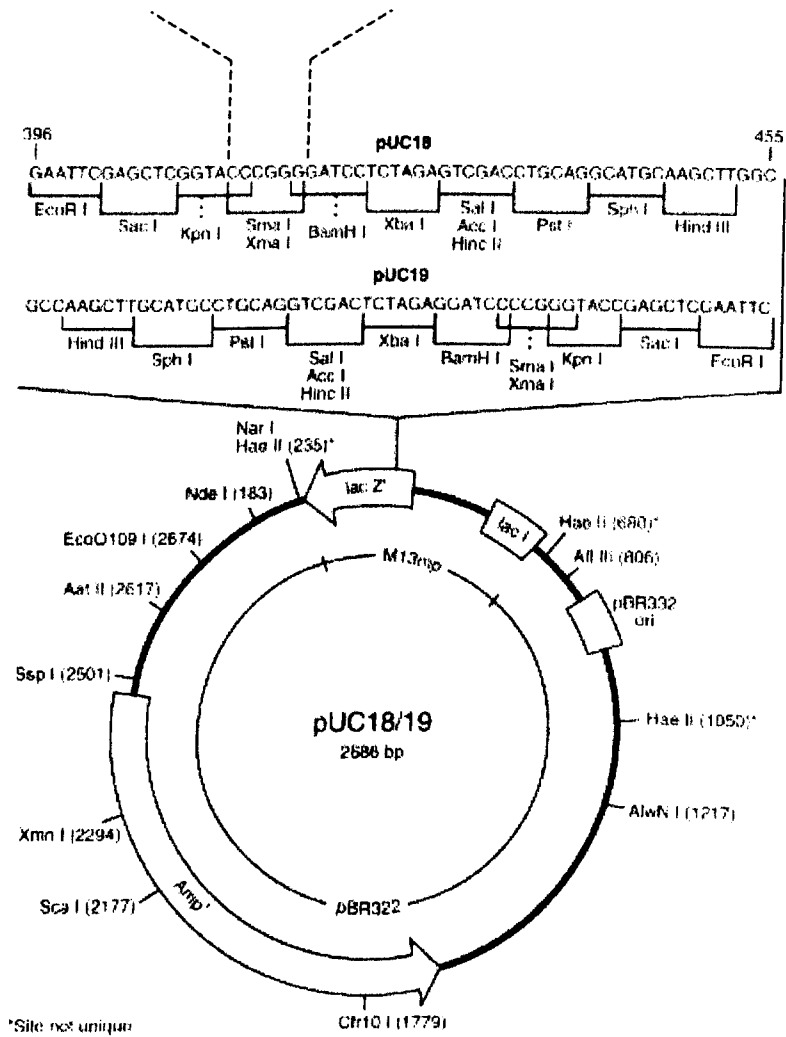 396
pUC18
455
GAATTCGAGCTCGGTACCCGGGGATCCTCTAGAGTCGACCTGCAGGCATGCAAGCTTGGC
EcoR I
Sac I
Kpn I
Sma I
Xma I
BamH I
Xba I
Sal I
Acc I
Hinc II
Pst I
Sph I
Hind III
pUC19
GCCAAGCTTGCATGCCTGCAGGTCGACTCTAGAGGATCCCCGGGTACCGAGCTCGAATTC
Hind III
Sph I
Pst I
Sal I
Acc I
Hinc II
Xba I
BamH I
Sma I
Xma I
Kpn I
Sac I
EcoR I
Nar I
Hae II (235)*
lac Z'
Nde I (183)
EcoO109 I (2674)
Aat II (2617)
Ssp I (2501)
lac I
Hae II (680)*
Afl III (806)
pBR332
ori
M13mp
pUC18/19
2686 bp
Hae II (1050)*
AlwN I (1217)
Xmn I (2294)
Sca I (2177)
Ampʳ
pBR322
Cfr10 I (1779)
*Site not unique